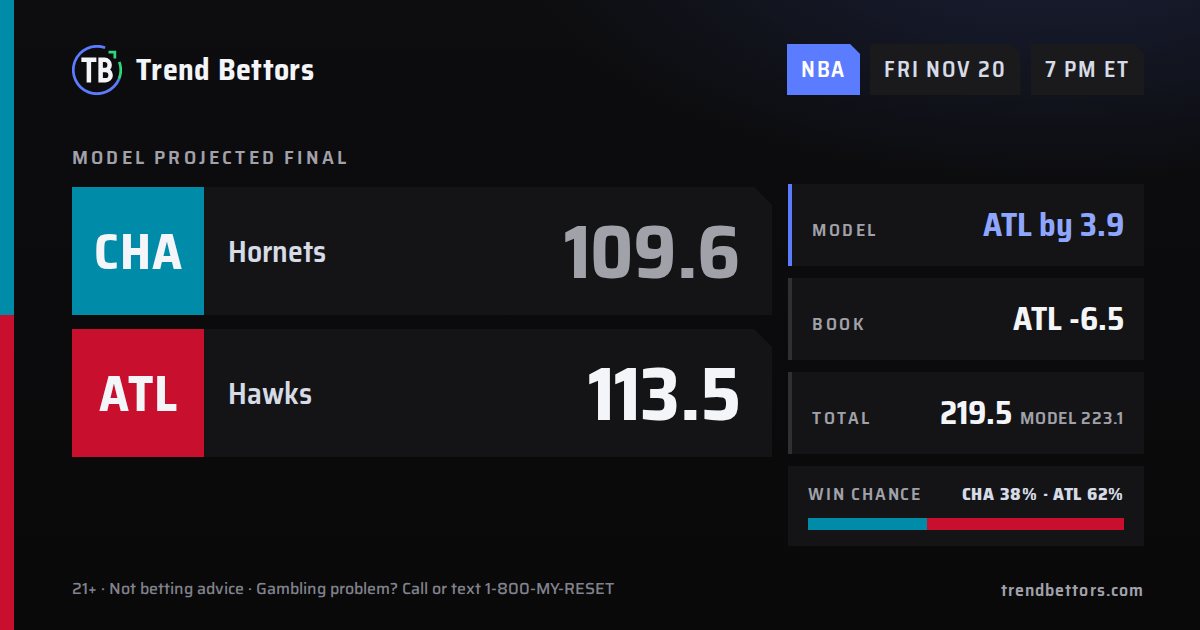 TB Trend Bettors
NBA FRI NOV 20 7 PM ET
MODEL PROJECTED FINAL
CHA Hornets 109.6
ATL Hawks 113.5
MODEL ATL by 3.9
BOOK ATL -6.5
TOTAL 219.5 MODEL 223.1
WIN CHANCE CHA 38% · ATL 62%
21+ · Not betting advice · Gambling problem? Call or text 1-800-MY-RESET
trendbettors.com